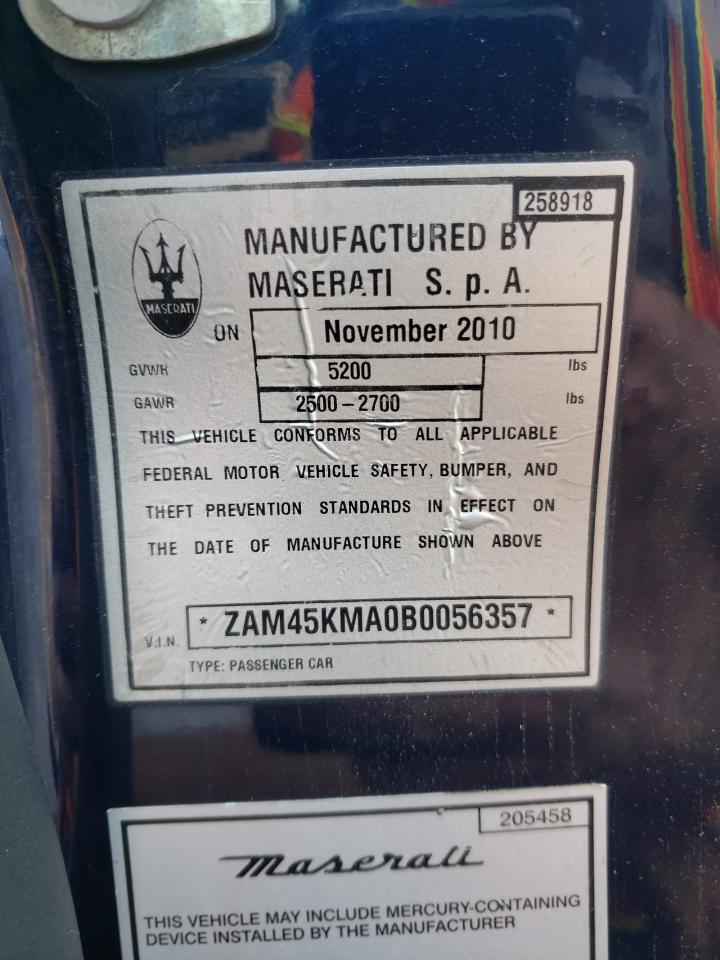 258918
MANUFACTURED BY
MASERATI S. p. A.
MASERATI
ON November 2010
GVWR 5200 lbs
GAWR 2500 – 2700 lbs
THIS VEHICLE CONFORMS TO ALL APPLICABLE
FEDERAL MOTOR VEHICLE SAFETY, BUMPER, AND
THEFT PREVENTION STANDARDS IN EFFECT ON
THE DATE OF MANUFACTURE SHOWN ABOVE
V.I.N. * ZAM45KMA0B0056357 *
TYPE: PASSENGER CAR
205458
Maserati
THIS VEHICLE MAY INCLUDE MERCURY-CONTAINING
DEVICE INSTALLED BY THE MANUFACTURER